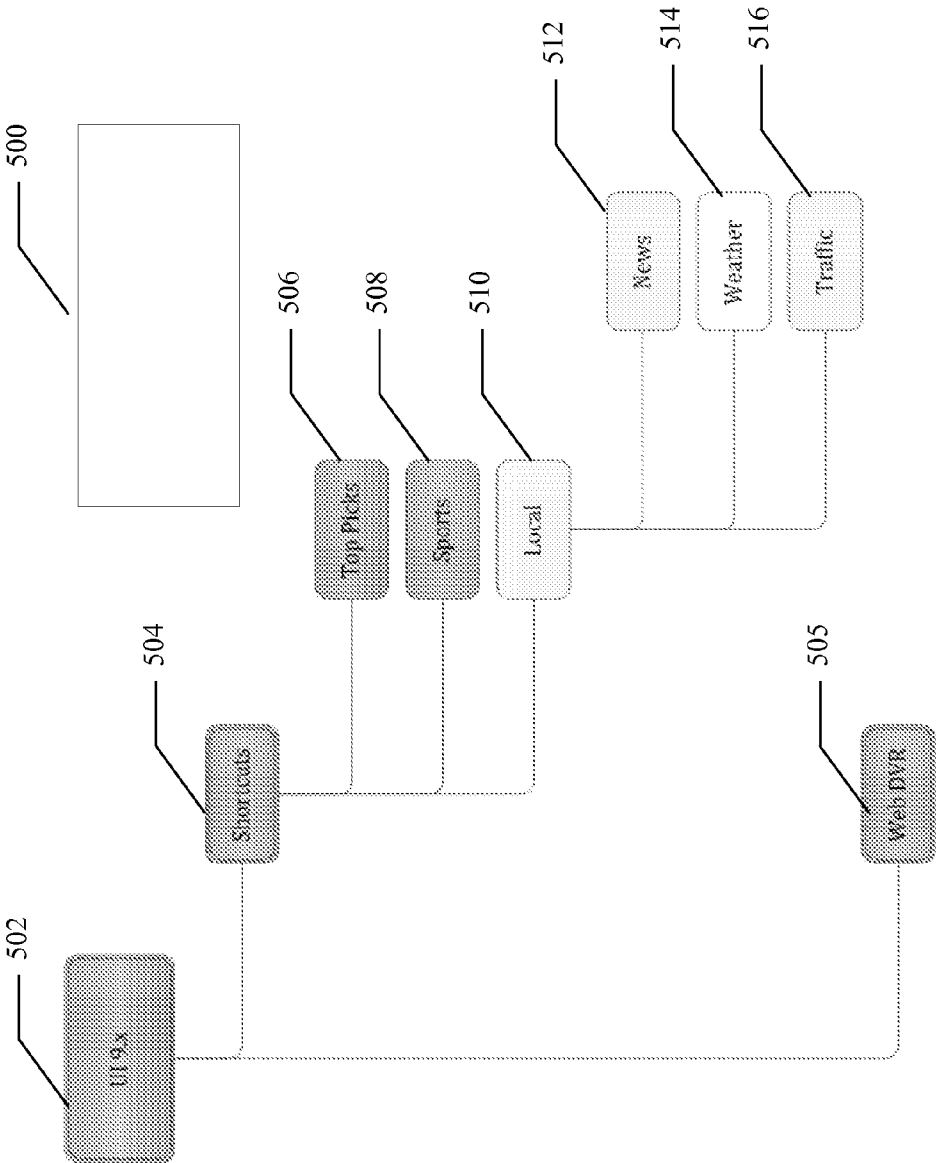 500
502
UI 9.x
504
Shortcuts
506
Top Picks
508
Sports
510
Local
512
News
514
Weather
516
Traffic
505
Web DVR